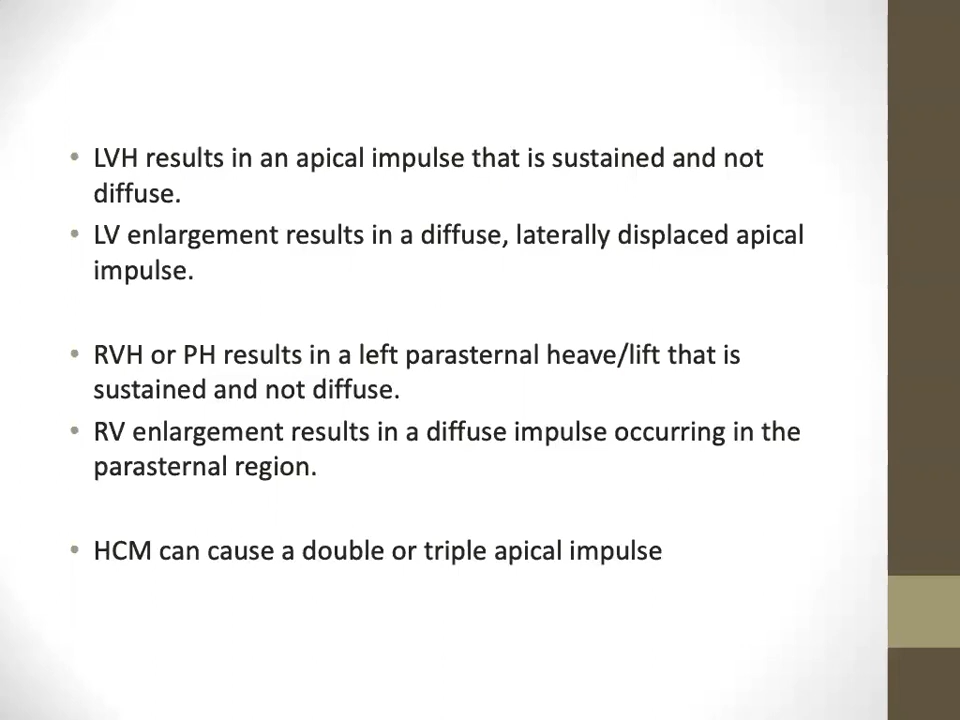 • LVH results in an apical impulse that is sustained and not
diffuse.
• LV enlargement results in a diffuse, laterally displaced apical
impulse.
• RVH or PH results in a left parasternal heave/lift that is
sustained and not diffuse.
• RV enlargement results in a diffuse impulse occurring in the
parasternal region.
• HCM can cause a double or triple apical impulse